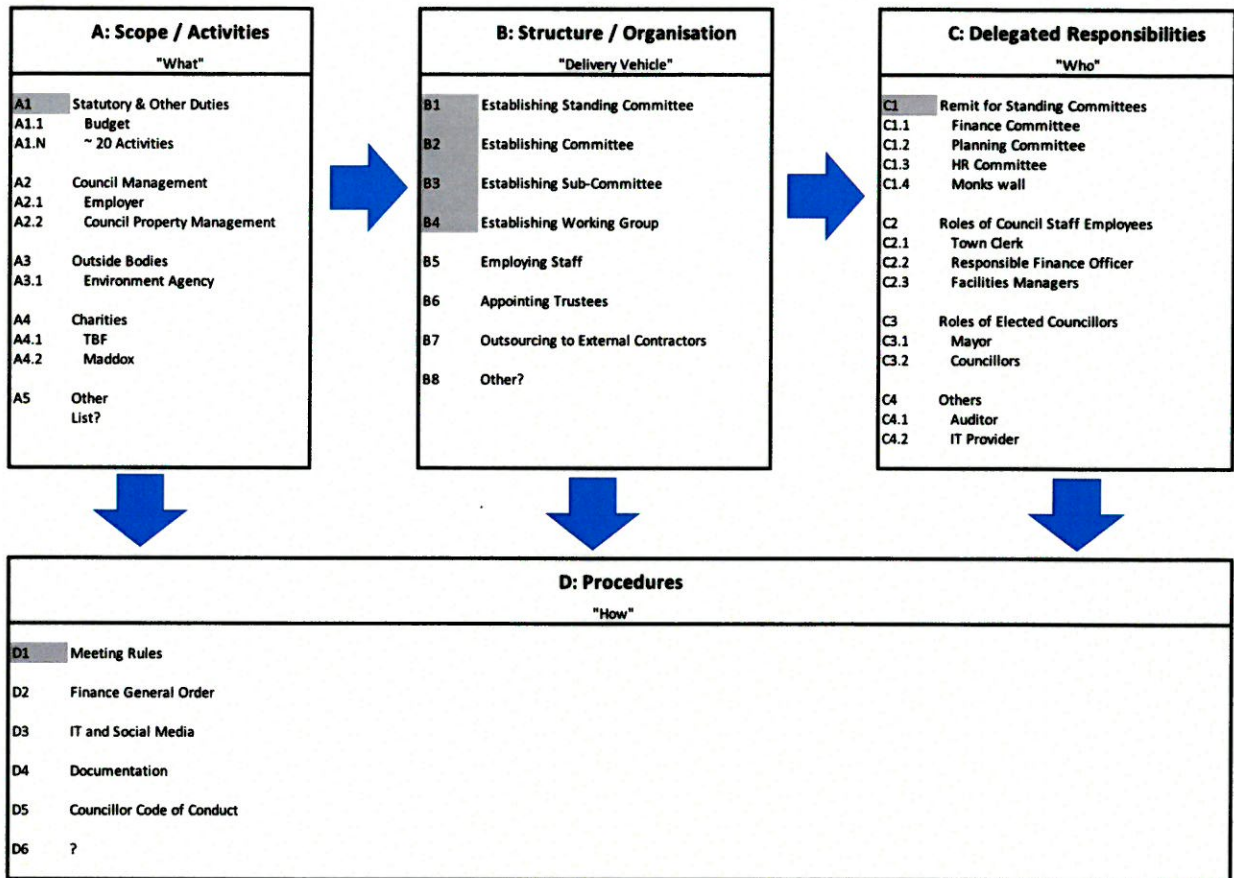 A: Scope / Activities
"What"
A1 Statutory & Other Duties
A1.1 Budget
A1.N ~ 20 Activities
A2 Council Management
A2.1 Employer
A2.2 Council Property Management
A3 Outside Bodies
A3.1 Environment Agency
A4 Charities
A4.1 TBF
A4.2 Maddox
A5 Other
List?
B: Structure / Organisation
"Delivery Vehicle"
B1 Establishing Standing Committee
B2 Establishing Committee
B3 Establishing Sub-Committee
B4 Establishing Working Group
B5 Employing Staff
B6 Appointing Trustees
B7 Outsourcing to External Contractors
B8 Other?
C: Delegated Responsibilities
"Who"
C1 Remit for Standing Committees
C1.1 Finance Committee
C1.2 Planning Committee
C1.3 HR Committee
C1.4 Monks wall
C2 Roles of Council Staff Employees
C2.1 Town Clerk
C2.2 Responsible Finance Officer
C2.3 Facilities Managers
C3 Roles of Elected Councillors
C3.1 Mayor
C3.2 Councillors
C4 Others
C4.1 Auditor
C4.2 IT Provider
D: Procedures
"How"
D1 Meeting Rules
D2 Finance General Order
D3 IT and Social Media
D4 Documentation
D5 Councillor Code of Conduct
D6 ?